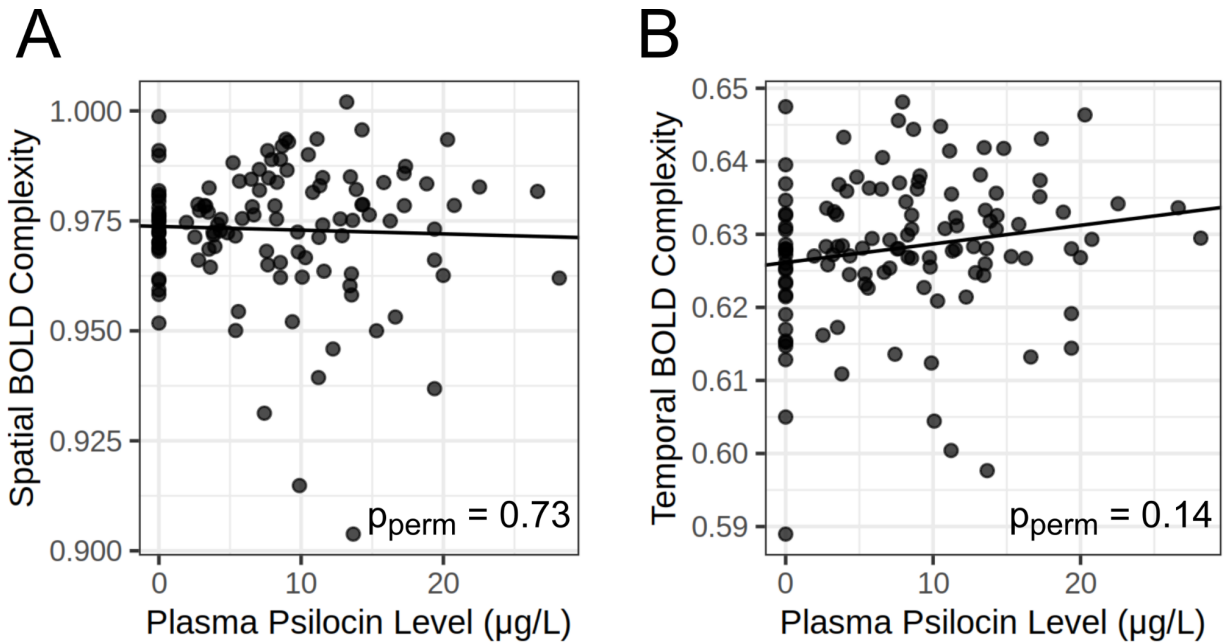 A
Spatial BOLD Complexity
1.000
0.975
0.950
0.925
0.900
p_perm = 0.73
0 10 20
Plasma Psilocin Level (μg/L)
B
Temporal BOLD Complexity
0.65
0.64
0.63
0.62
0.61
0.60
0.59
p_perm = 0.14
0 10 20
Plasma Psilocin Level (μg/L)